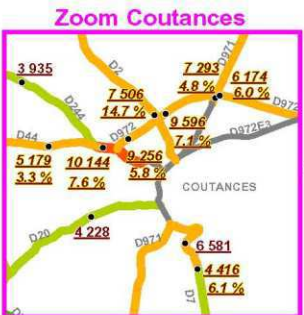 Zoom Coutances
3 935
D2
7 506
14.7 %
7 293
4.8 %
D971
6 174
6.0 %
D972
D244
D44
D972
9 596
7.1 %
D972E3
5 179
3.3 %
10 144
7.6 %
9 256
5.8 %
COUTANCES
D20
4 228
D971
6 581
4 416
6.1 %
D7